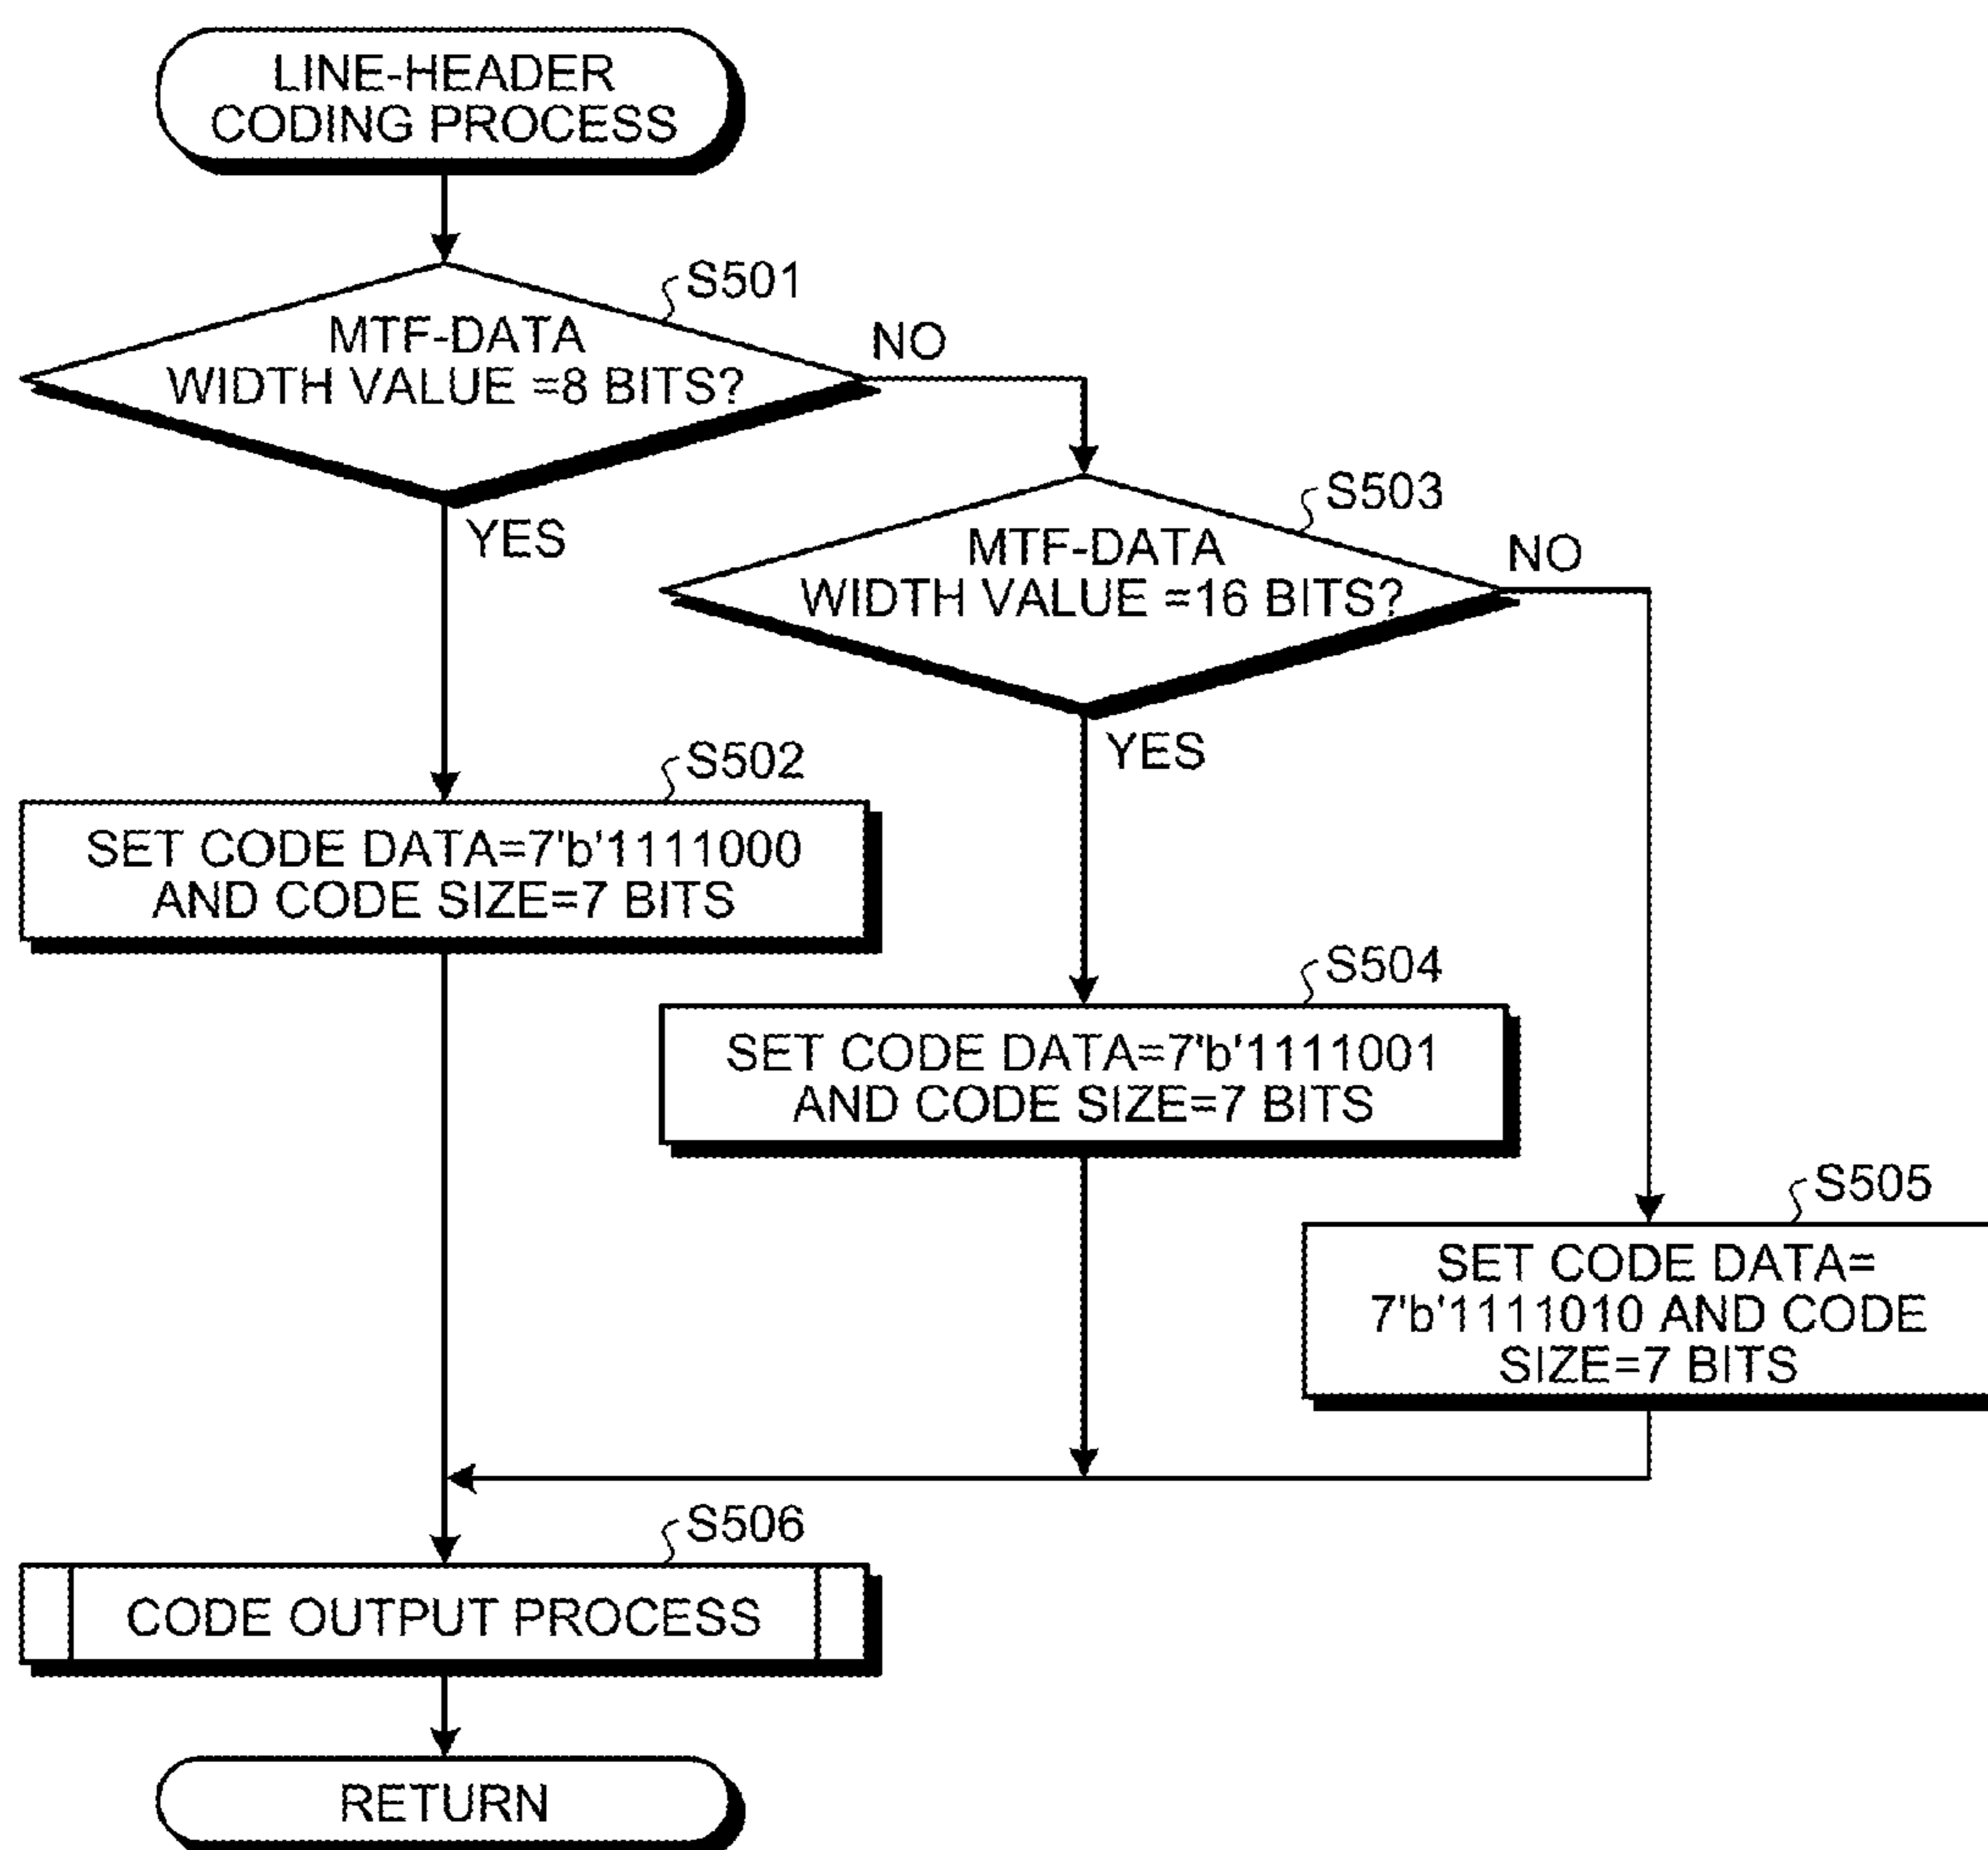 LINE-HEADER
CODING PROCESS
S501
MTF-DATA
WIDTH VALUE =8 BITS?
NO
YES
S503
MTF-DATA
WIDTH VALUE =16 BITS?
NO
YES
S502
SET CODE DATA=7'b'1111000
AND CODE SIZE=7 BITS
S504
SET CODE DATA=7'b'1111001
AND CODE SIZE=7 BITS
S505
SET CODE DATA=
7'b'1111010 AND CODE
SIZE=7 BITS
S506
CODE OUTPUT PROCESS
RETURN